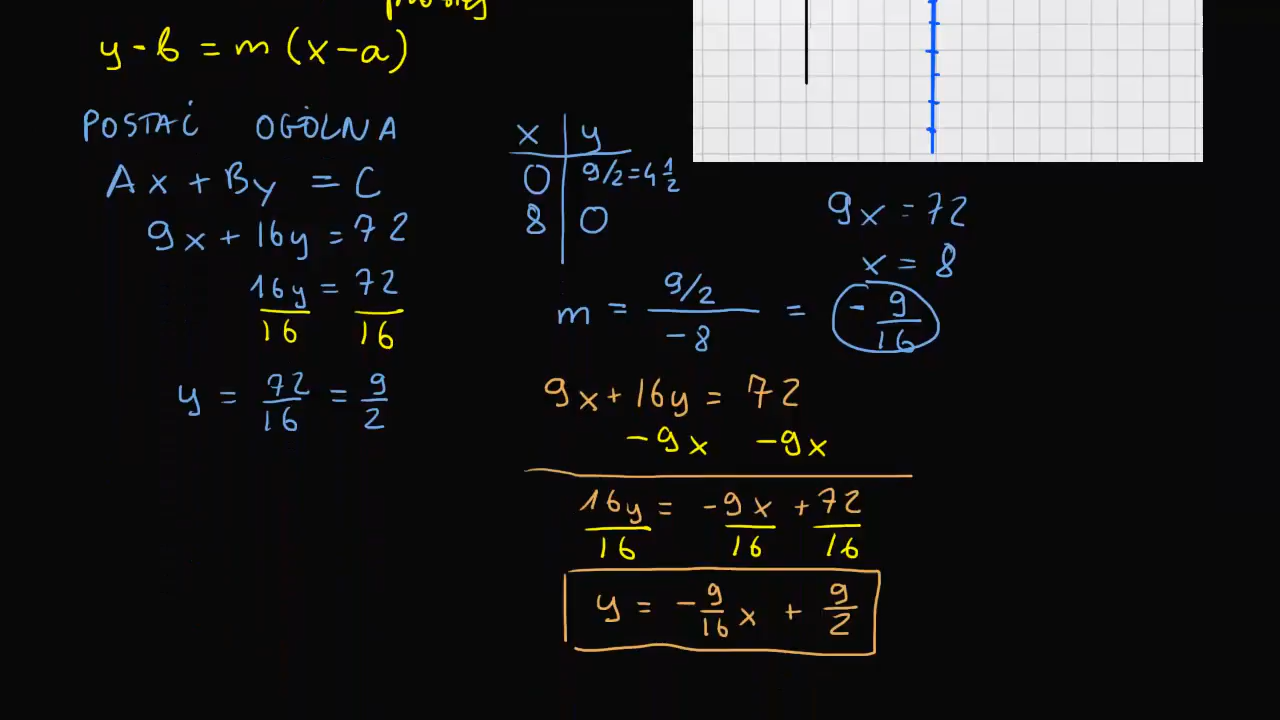 y - b = m (x - a)
POSTAĆ OGÓLNA
Ax + By = C
9x + 16y = 72
16y = 72
16 16
y = 72/16 = 9/2
x | y
0 | 9/2 = 4 1/2
8 | 0
9x = 72
x = 8
m = 9/2 / -8 = - 9/16
9x + 16y = 72
-9x -9x
16y = -9x + 72
16 16 16
y = - 9/16 x + 9/2